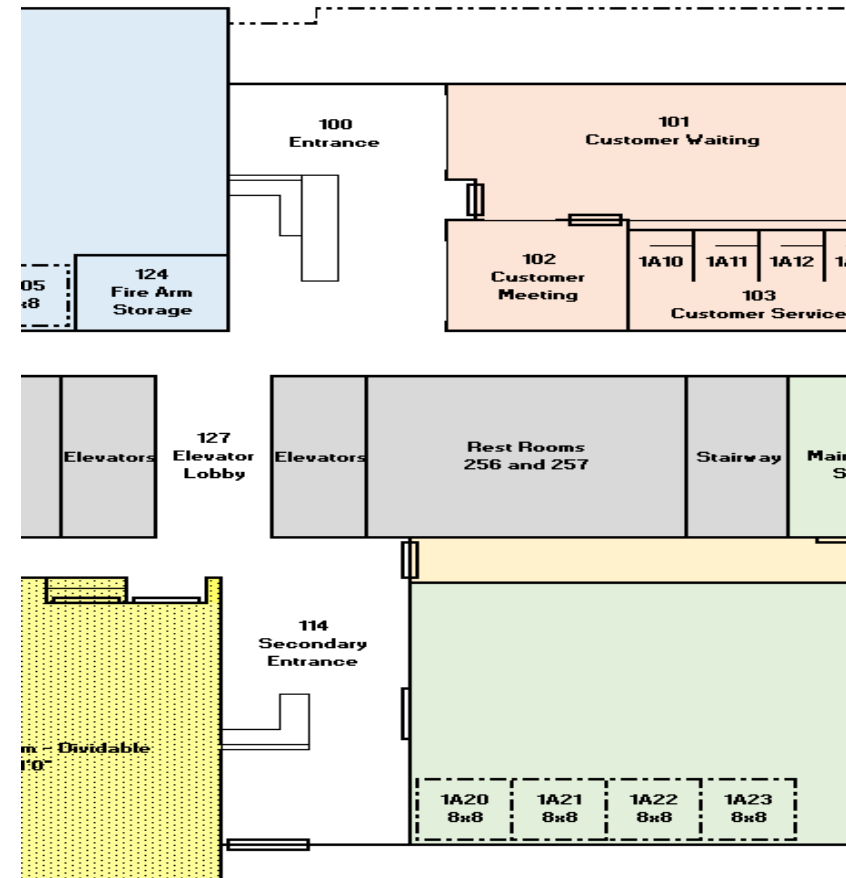 100
Entrance
101
Customer Waiting
124
Fire Arm
Storage
05
x8
102
Customer
Meeting
1A10
1A11
1A12
103
Customer Service
Elevators
127
Elevator
Lobby
Elevators
Rest Rooms
256 and 257
Stairway
114
Secondary
Entrance
- Dividable
1A20
8x8
1A21
8x8
1A22
8x8
1A23
8x8